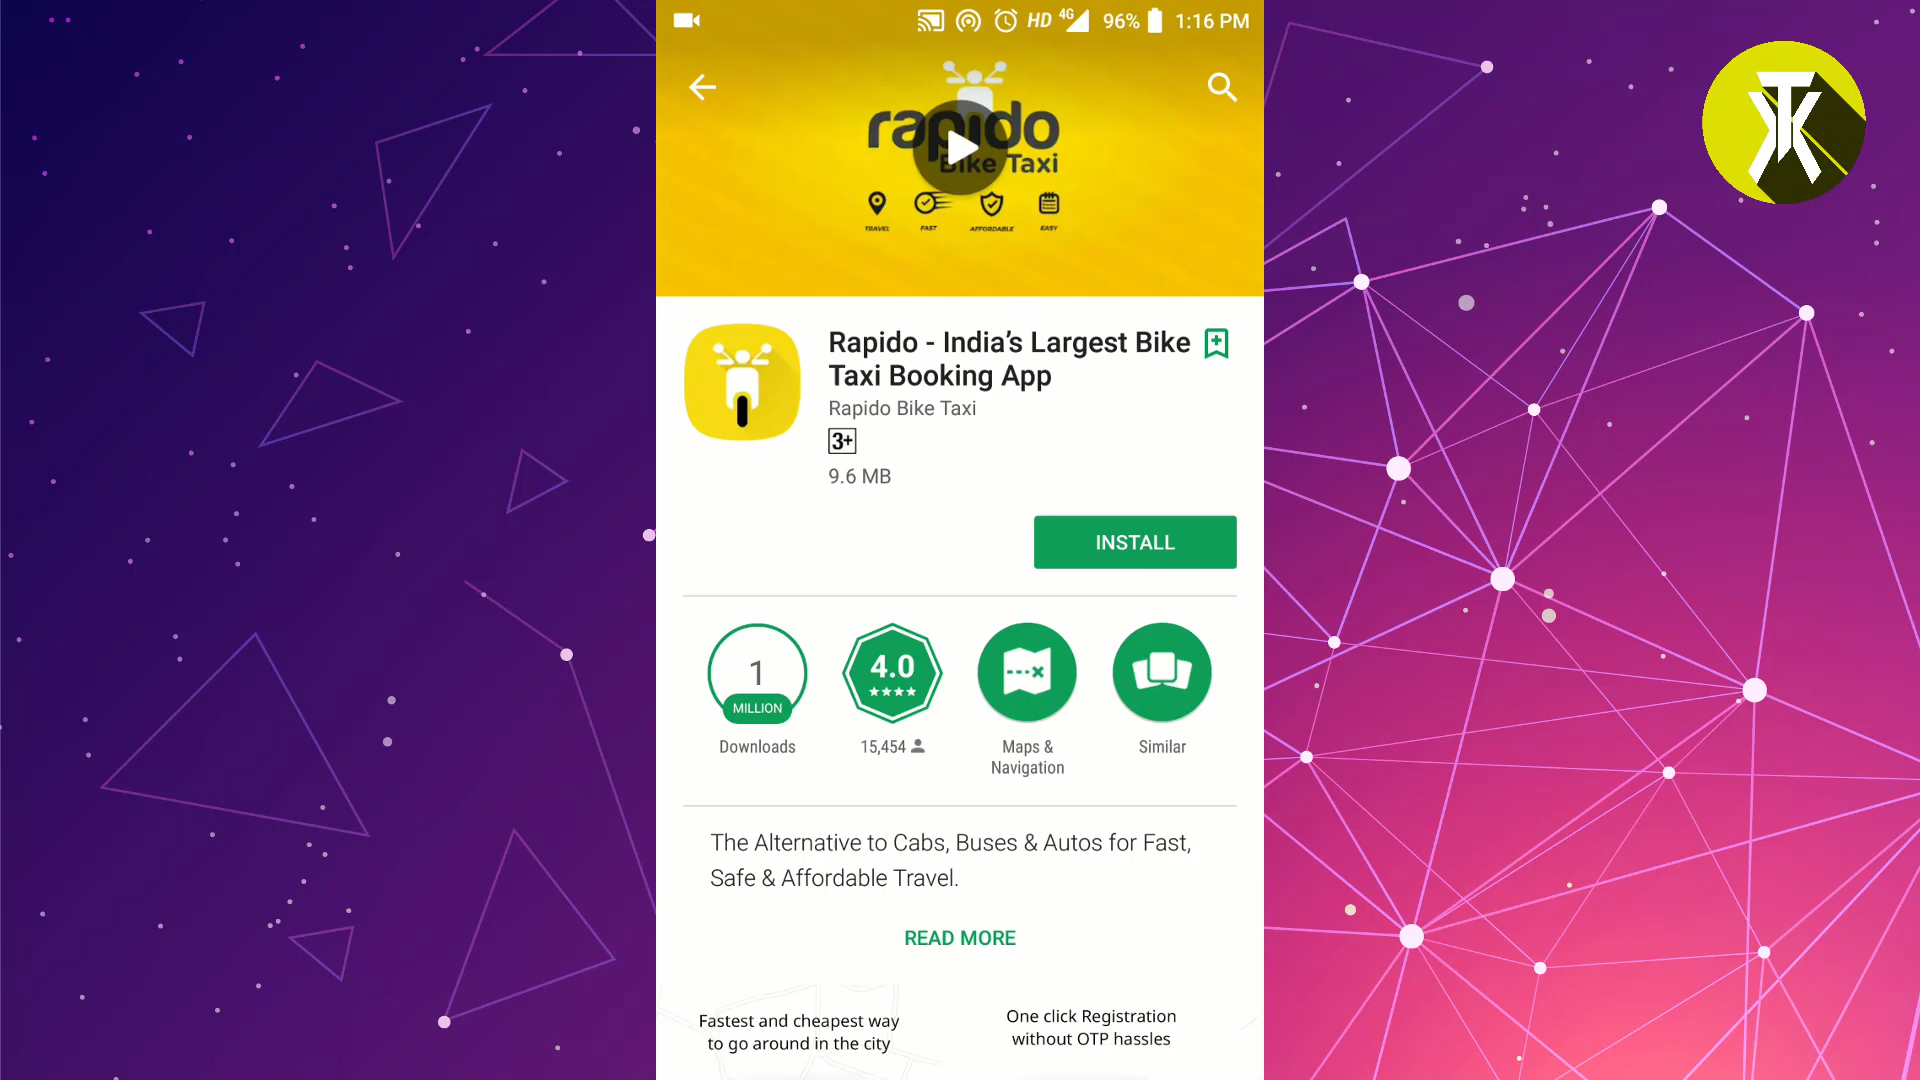 HD 4G 96% 1:16 PM
rapido
Bike Taxi
TRAVEL FAST AFFORDABLE EASY
Rapido - India’s Largest Bike
Taxi Booking App
Rapido Bike Taxi
3+
9.6 MB
INSTALL
1
MILLION
Downloads
4.0
15,454
Maps &
Navigation
Similar
The Alternative to Cabs, Buses & Autos for Fast,
Safe & Affordable Travel.
READ MORE
Fastest and cheapest way
to go around in the city
One click Registration
without OTP hassles